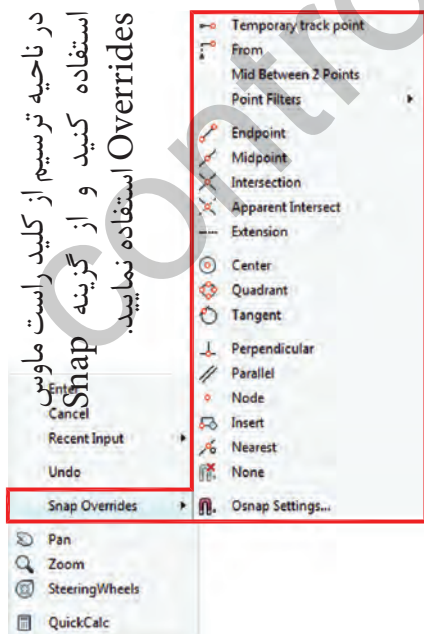 در ناحیه ترسیم از کلید راست ماوس
استفاده کنید و از گزینه Snap
Overrides استفاده نمایید.
Temporary track point
From
Mid Between 2 Points
Point Filters
Endpoint
Midpoint
Intersection
Apparent Intersect
Extension
Center
Quadrant
Tangent
Perpendicular
Parallel
Node
Insert
Nearest
None
Osnap Settings...
Enter
Cancel
Recent Input
Undo
Snap Overrides
Pan
Zoom
SteeringWheels
QuickCalc